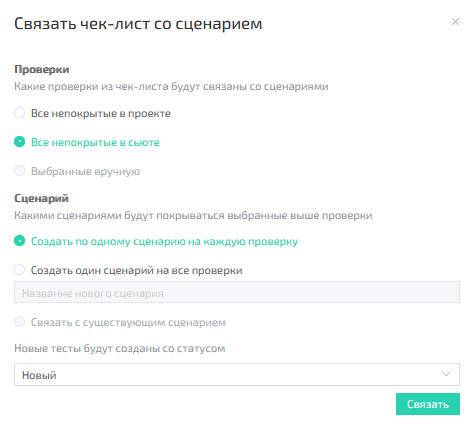 Связать чек-лист со сценарием
Проверки
Какие проверки из чек-листа будут связаны со сценариями
Все непокрытые в проекте
Все непокрытые в сьюте
Выбранные вручную
Сценарий
Какими сценариями будут покрываться выбранные выше проверки
Создать по одному сценарию на каждую проверку
Создать один сценарий на все проверки
Название нового сценария
Связать с существующим сценарием
Новые тесты будут созданы со статусом
Новый
Связать